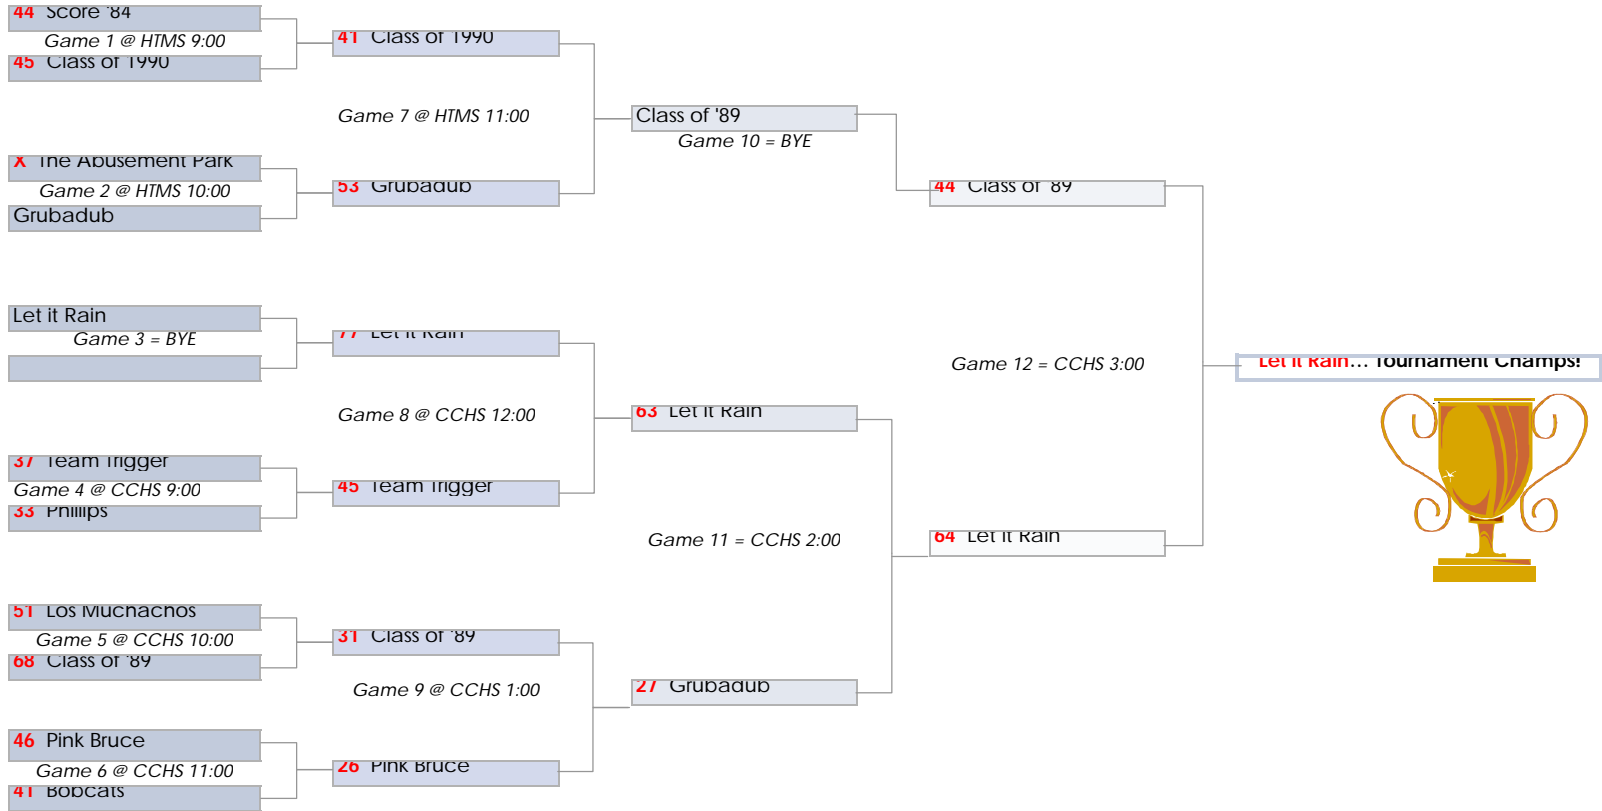 44 Score '84
Game 1 @ HTMS 9:00
45 Class of 1990
41 Class of 1990
Game 7 @ HTMS 11:00
X The Abusement Park
Game 2 @ HTMS 10:00
Grubadub
53 Grubadub
Class of '89
Game 10 = BYE
44 Class of '89
Let it Rain
Game 3 = BYE
77 Let it Rain
Game 8 @ CCHS 12:00
37 Team Trigger
Game 4 @ CCHS 9:00
33 Phillips
45 Team Trigger
63 Let it Rain
Game 11 = CCHS 2:00
Game 12 = CCHS 3:00
Let it Rain... Tournament Champs!
64 Let it Rain
51 Los Muchachos
Game 5 @ CCHS 10:00
68 Class of '89
31 Class of '89
Game 9 @ CCHS 1:00
27 Grubadub
46 Pink Bruce
Game 6 @ CCHS 11:00
41 Bobcats
26 Pink Bruce